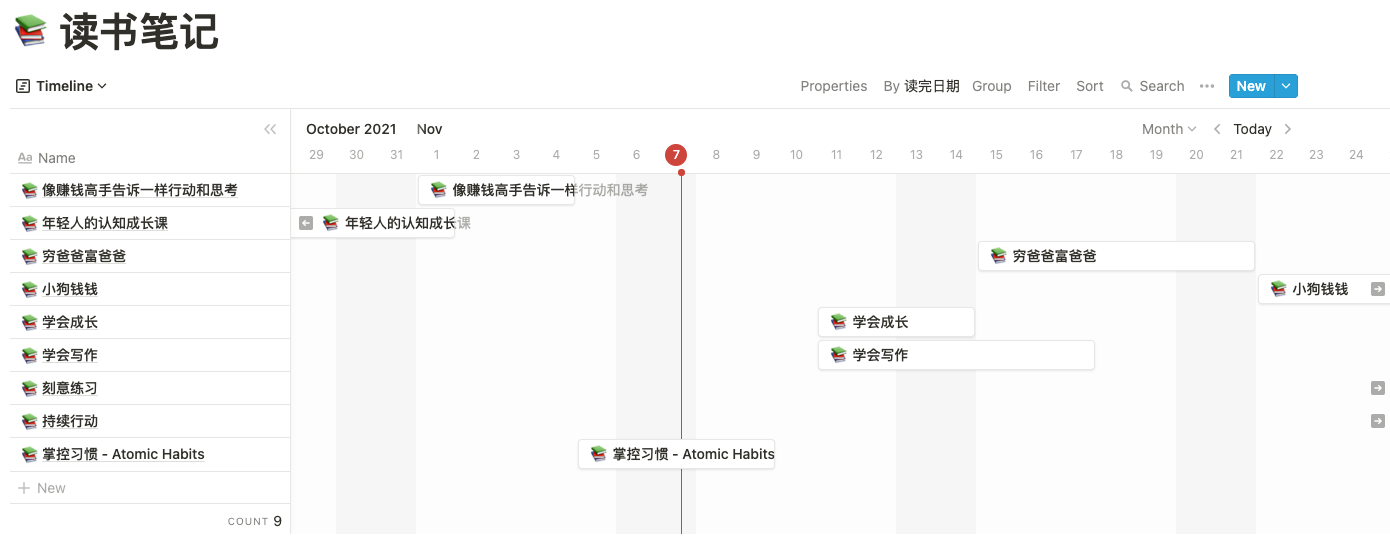 读书笔记
Timeline
Properties By 读完日期 Group Filter Sort Search ••• New
October 2021 Nov Month Today
Aa Name 29 30 31 1 2 3 4 5 6 7 8 9 10 11 12 13 14 15 16 17 18 19 20 21 22 23 24
像赚钱高手告诉一样行动和思考 像赚钱高手告诉一样行动和思考
年轻人的认知成长课 年轻人的认知成长课
穷爸爸富爸爸 穷爸爸富爸爸
小狗钱钱 小狗钱钱
学会成长 学会成长
学会写作 学会写作
刻意练习
持续行动
掌控习惯 - Atomic Habits 掌控习惯 - Atomic Habits
+ New
COUNT 9